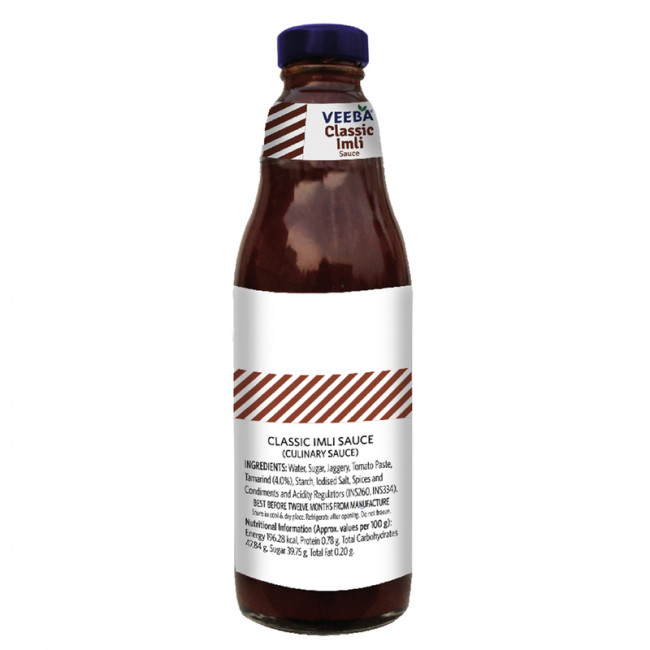 VEEBA
Classic
Imli
Sauce
CLASSIC IMLI SAUCE
(CULINARY SAUCE)
INGREDIENTS: Water, Sugar, Jaggery, Tomato Paste,
Tamarind (4.0%), Starch, Iodised Salt, Spices and
Condiments and Acidity Regulators (INS260, INS334).
BEST BEFORE TWELVE MONTHS FROM MANUFACTURE
Store in cool & dry place. Refrigerate after opening. Do not freeze.
Nutritional Information (Approx. values per 100 g):
Energy 196.28 kcal, Protein 0.78 g, Total Carbohydrates
47.84 g, Sugar 39.75 g, Total Fat 0.20 g.